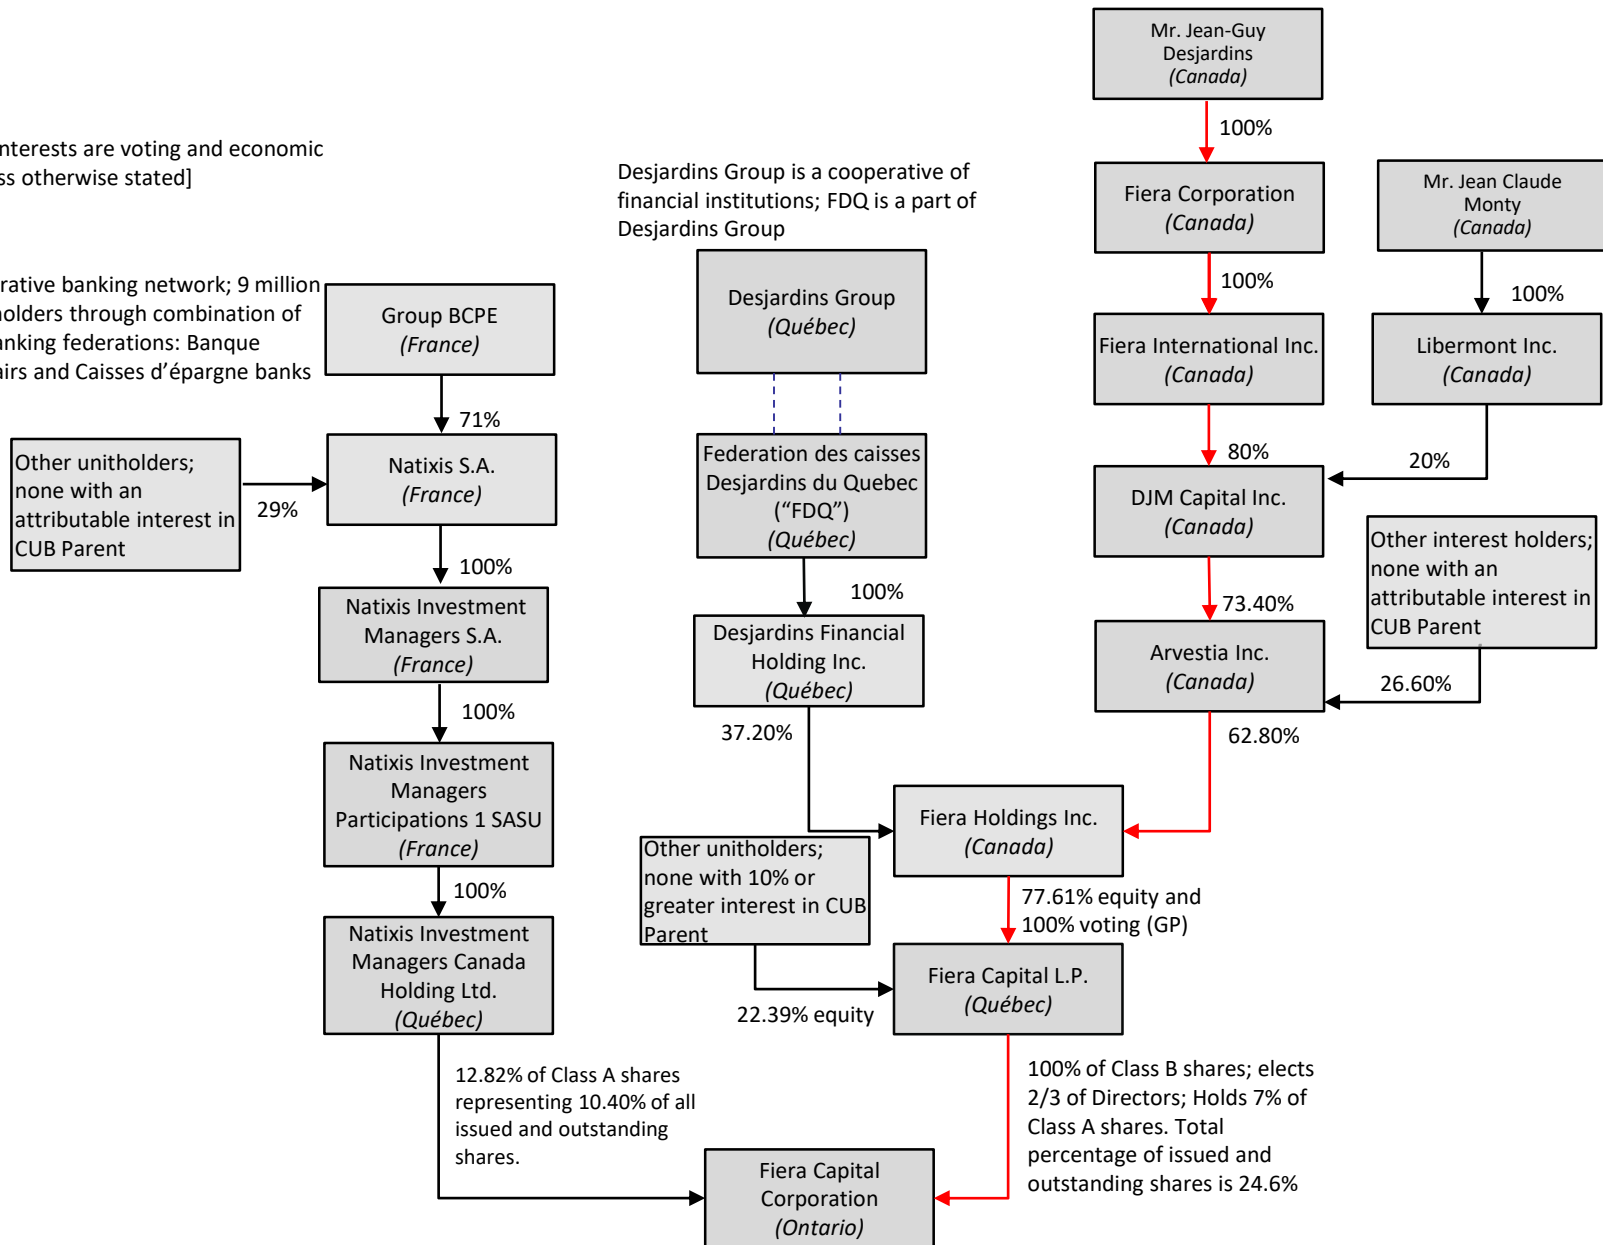 Mr. Jean-Guy
Desjardins
(Canada)
100%
nterests are voting and economic
ss otherwise stated]
Desjardins Group is a cooperative of
financial institutions; FDQ is a part of
Desjardins Group
Fiera Corporation
(Canada)
Mr. Jean Claude
Monty
(Canada)
rative banking network; 9 million
holders through combination of
anking federations: Banque
airs and Caisses d’épargne banks
Group BCPE
(France)
Desjardins Group
(Québec)
100%
100%
Fiera International Inc.
(Canada)
Libermont Inc.
(Canada)
71%
Other unitholders;
none with an
attributable interest in
CUB Parent
29%
Natixis S.A.
(France)
Federation des caisses
Desjardins du Quebec
(“FDQ”)
(Québec)
80%
20%
DJM Capital Inc.
(Canada)
Other interest holders;
none with an
attributable interest in
CUB Parent
100%
100%
73.40%
Natixis Investment
Managers S.A.
(France)
Desjardins Financial
Holding Inc.
(Québec)
Arvestia Inc.
(Canada)
26.60%
100%
37.20%
62.80%
Natixis Investment
Managers
Participations 1 SASU
(France)
Fiera Holdings Inc.
(Canada)
Other unitholders;
none with 10% or
greater interest in CUB
Parent
100%
77.61% equity and
100% voting (GP)
Natixis Investment
Managers Canada
Holding Ltd.
(Québec)
22.39% equity
Fiera Capital L.P.
(Québec)
12.82% of Class A shares
representing 10.40% of all
issued and outstanding
shares.
100% of Class B shares; elects
2/3 of Directors; Holds 7% of
Class A shares. Total
percentage of issued and
outstanding shares is 24.6%
Fiera Capital
Corporation
(Ontario)